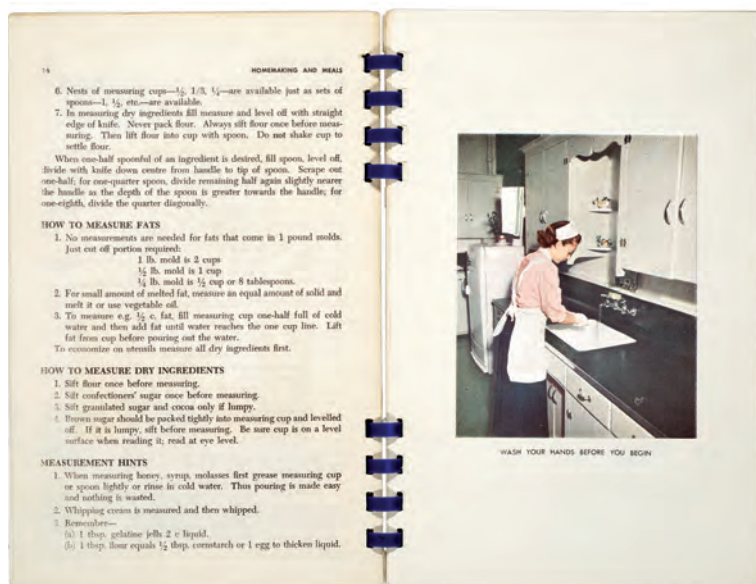 14 HOMEMAKING AND MEALS
6. Nests of measuring cups—½, 1/3, ¼—are available just as sets of
spoons—1, ½, etc.—are available.
7. In measuring dry ingredients fill measure and level off with straight
edge of knife. Never pack flour. Always sift flour once before meas-
uring. Then lift flour into cup with spoon. Do not shake cup to
settle flour.
When one-half spoonful of an ingredient is desired, fill spoon, level off,
divide with knife down centre from handle to tip of spoon. Scrape out
one-half; for one-quarter spoon, divide remaining half again slightly nearer
the handle as the depth of the spoon is greater towards the handle; for
one-eighth, divide the quarter diagonally.
HOW TO MEASURE FATS
1. No measurements are needed for fats that come in 1 pound molds.
Just cut off portion required:
1 lb. mold is 2 cups
½ lb. mold is 1 cup
¼ lb. mold is ½ cup or 8 tablespoons.
2. For small amount of melted fat, measure an equal amount of solid and
melt it or use vegetable oil.
3. To measure e.g. ½ c. fat, fill measuring cup one-half full of cold
water and then add fat until water reaches the one cup line. Lift
fat from cup before pouring out the water.
To economize on utensils measure all dry ingredients first.
HOW TO MEASURE DRY INGREDIENTS
1. Sift flour once before measuring.
2. Sift confectioners' sugar once before measuring.
3. Sift granulated sugar and cocoa only if lumpy.
4. Brown sugar should be packed tightly into measuring cup and levelled
off. If it is lumpy, sift before measuring. Be sure cup is on a level
surface when reading it; read at eye level.
MEASUREMENT HINTS
1. When measuring honey, syrup, molasses first grease measuring cup
or spoon lightly or rinse in cold water. Thus pouring is made easy
and nothing is wasted.
2. Whipping cream is measured and then whipped.
3. Remember—
(a) 1 tbsp. gelatine jells 2 c liquid.
(b) 1 tbsp. flour equals ½ tbsp. cornstarch or 1 egg to thicken liquid.
WASH YOUR HANDS BEFORE YOU BEGIN